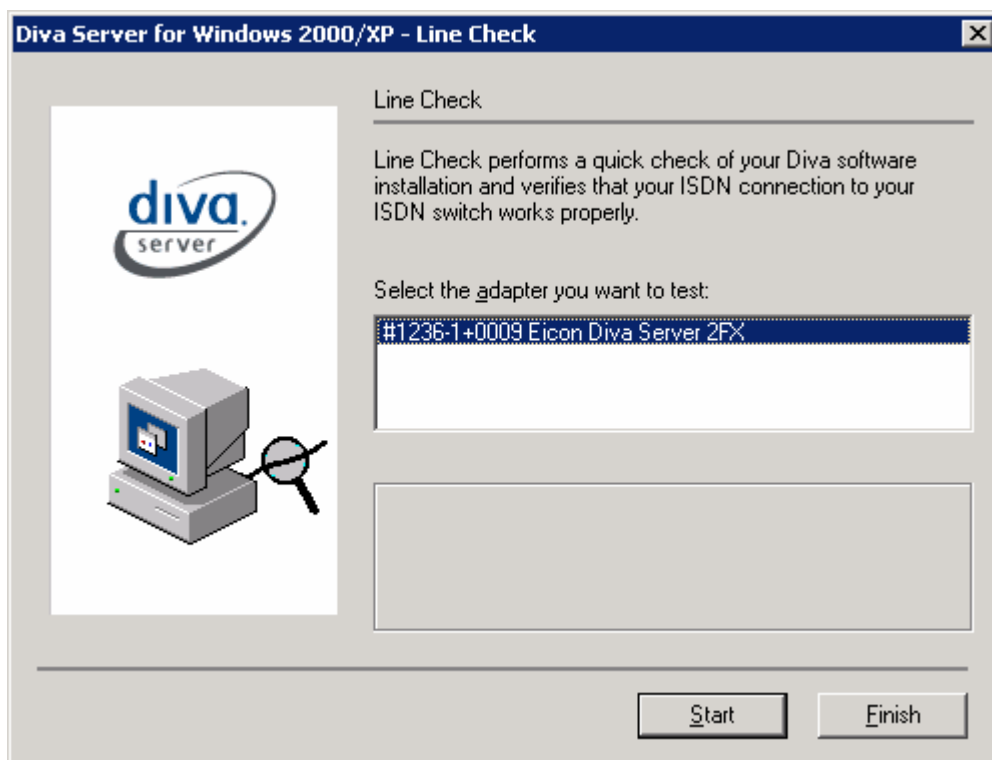 Diva Server for Windows 2000/XP - Line Check
diva.
server
Line Check
Line Check performs a quick check of your Diva software
installation and verifies that your ISDN connection to your
ISDN switch works properly.
Select the adapter you want to test:
#1236-1+0009 Eicon Diva Server 2FX
Start
Finish